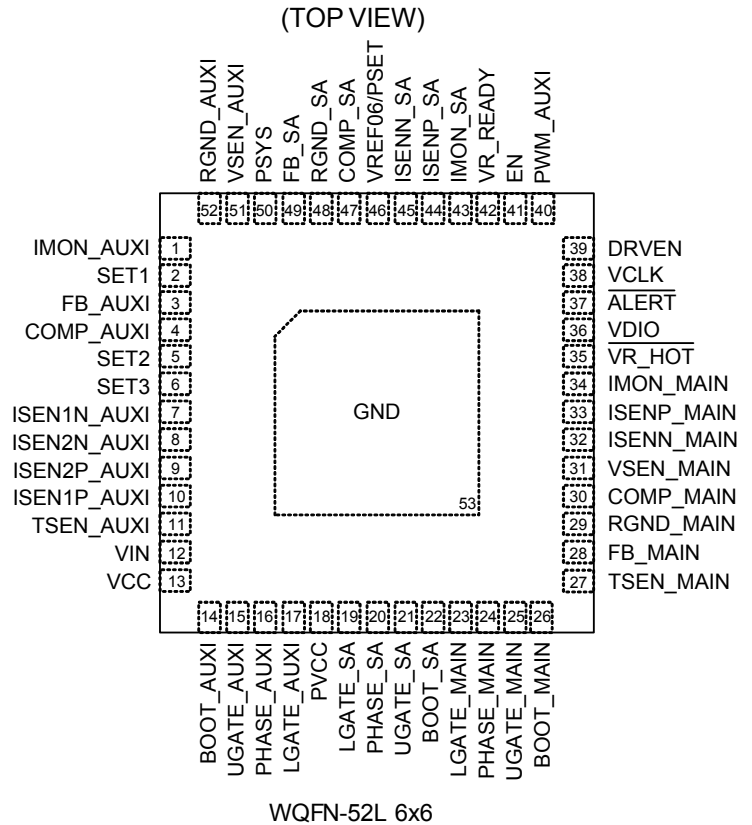 (TOP VIEW)
RGND_AUXI
VSEN_AUXI
PSYS
FB_SA
RGND_SA
COMP_SA
VREF06/PSET
ISENN_SA
ISENP_SA
IMON_SA
VR_READY
EN
PWM_AUXI
52 51 50 49 48 47 46 45 44 43 42 41 40
IMON_AUXI 1
SET1 2
FB_AUXI 3
COMP_AUXI 4
SET2 5
SET3 6
ISEN1N_AUXI 7
ISEN2N_AUXI 8
ISEN2P_AUXI 9
ISEN1P_AUXI 10
TSEN_AUXI 11
VIN 12
VCC 13
GND
53
39 DRVEN
38 VCLK
37 ALERT
36 VDIO
35 VR_HOT
34 IMON_MAIN
33 ISENP_MAIN
32 ISENN_MAIN
31 VSEN_MAIN
30 COMP_MAIN
29 RGND_MAIN
28 FB_MAIN
27 TSEN_MAIN
14 15 16 17 18 19 20 21 22 23 24 25 26
BOOT_AUXI
UGATE_AUXI
PHASE_AUXI
LGATE_AUXI
PVCC
LGATE_SA
PHASE_SA
UGATE_SA
BOOT_SA
LGATE_MAIN
PHASE_MAIN
UGATE_MAIN
BOOT_MAIN
WQFN-52L 6x6